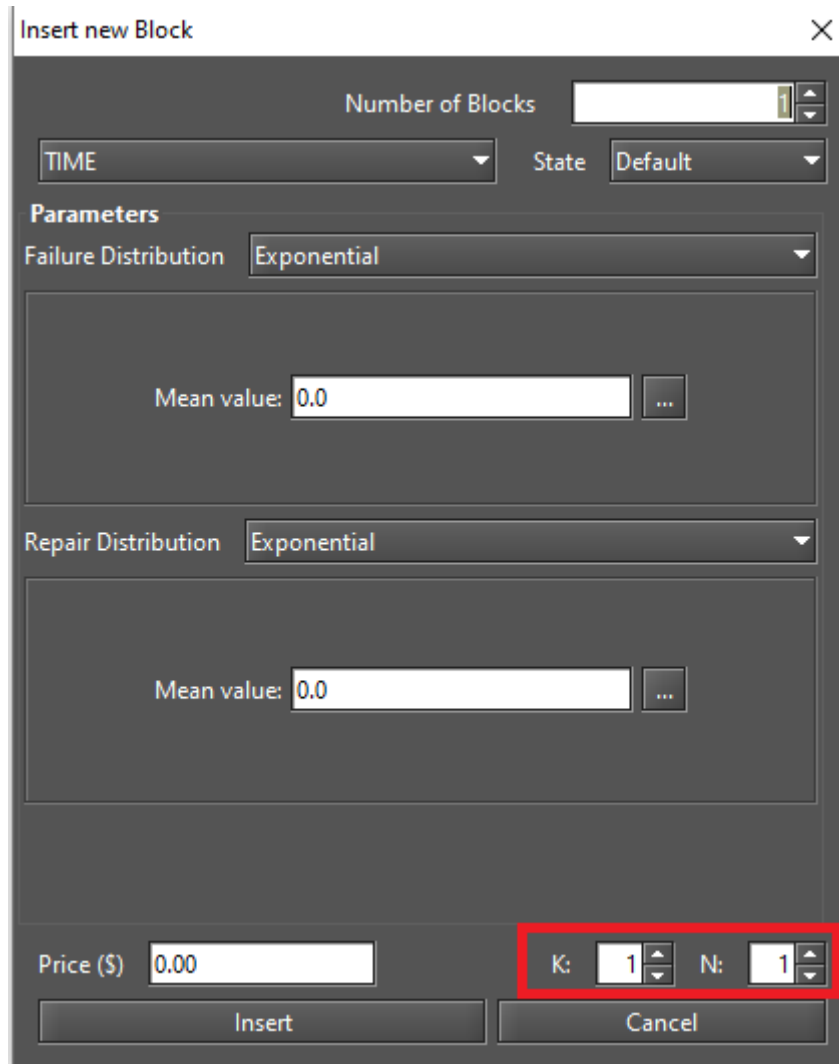 Insert new Block
Number of Blocks 1
TIME State Default
Parameters
Failure Distribution Exponential
Mean value: 0.0 ...
Repair Distribution Exponential
Mean value: 0.0 ...
Price ($) 0.00 K: 1 N: 1
Insert Cancel